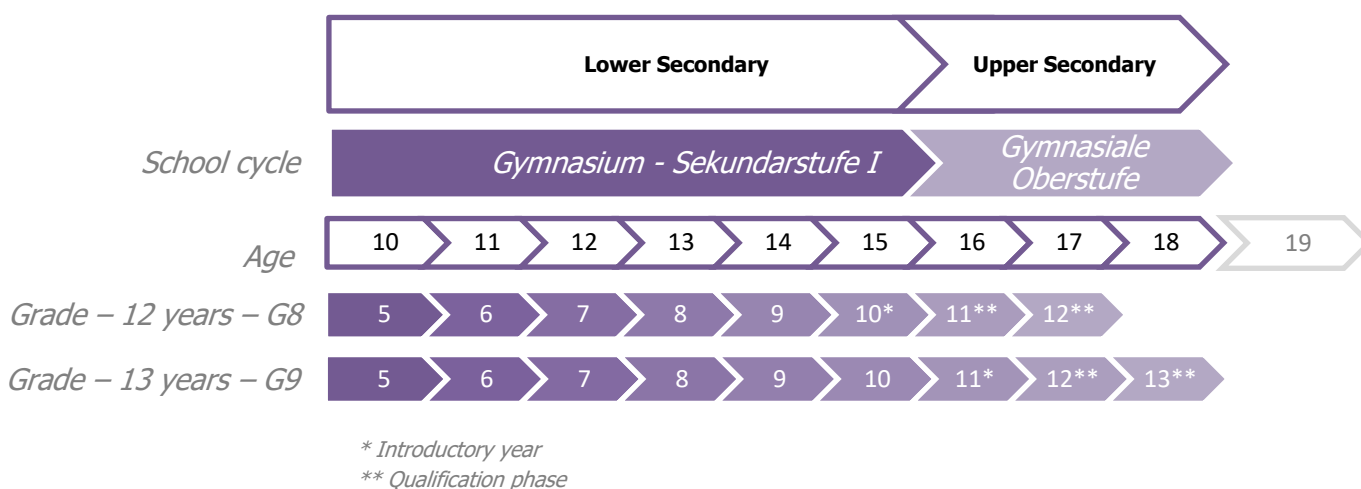 Lower Secondary
Upper Secondary
School cycle
Gymnasium - Sekundarstufe I
Gymnasiale
Oberstufe
Age
10 11 12 13 14 15 16 17 18 19
Grade – 12 years – G8
5 6 7 8 9 10* 11** 12**
Grade – 13 years – G9
5 6 7 8 9 10 11* 12** 13**
* Introductory year
** Qualification phase